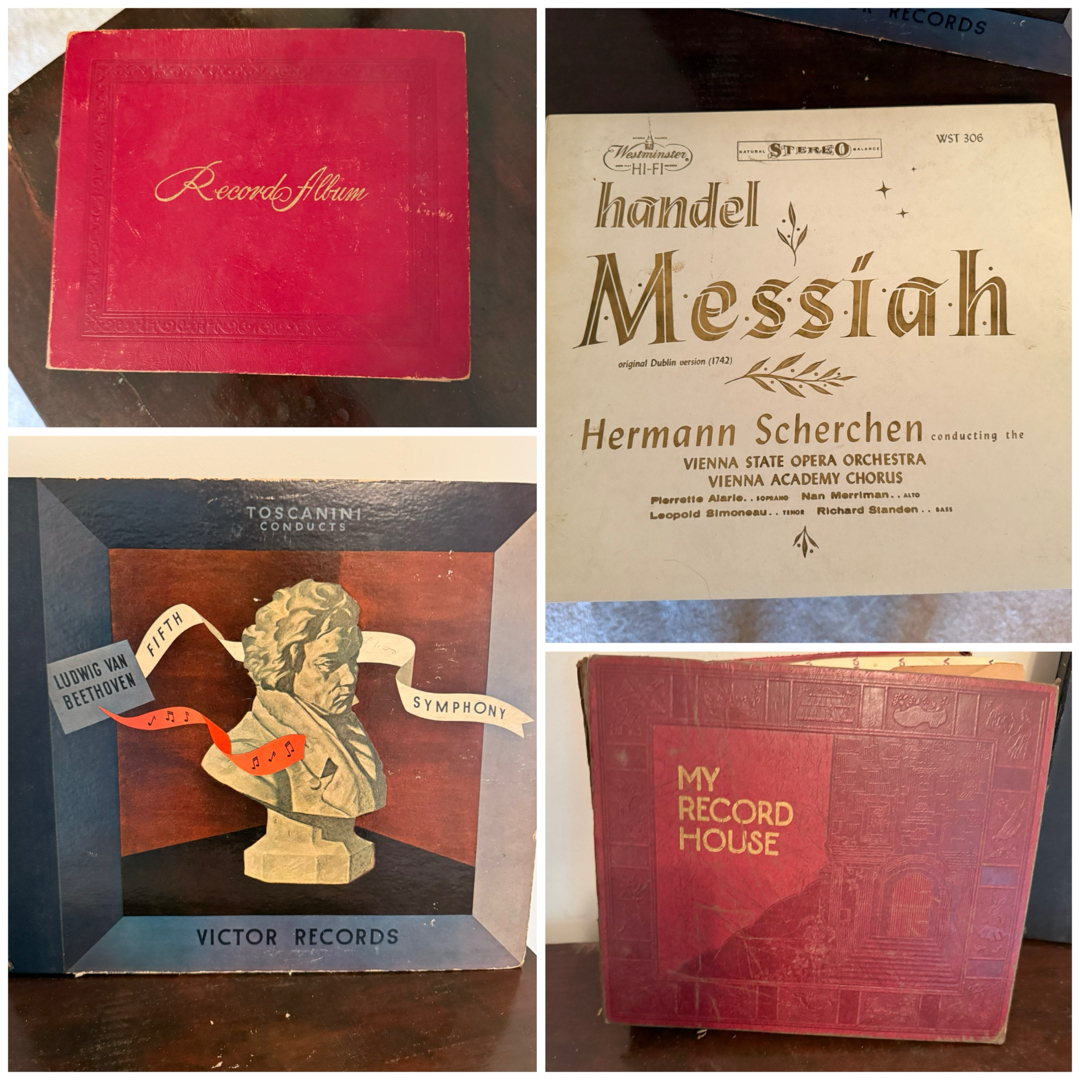 Record Album
TOSCANINI
CONDUCTS
LUDWIG VAN
BEETHOVEN
FIFTH
SYMPHONY
VICTOR RECORDS
RECORDS
Westminster
HI-FI
NATURAL STEREO BALANCE
WST 306
handel
Messiah
original Dublin version (1742)
Hermann Scherchen conducting the
VIENNA STATE OPERA ORCHESTRA
VIENNA ACADEMY CHORUS
Pierrette Alarie.. SOPRANO Nan Merriman.. ALTO
Leopold Simoneau.. TENOR Richard Standen.. BASS
MY
RECORD
HOUSE